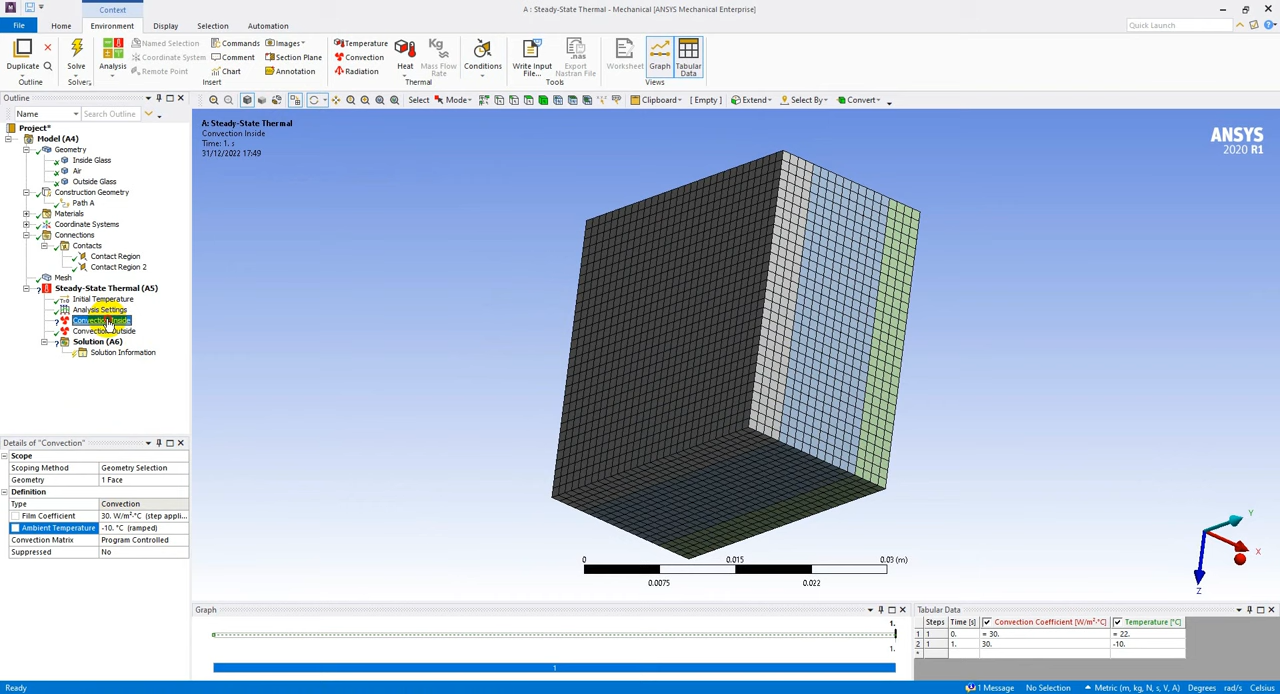 Context
A : Steady-State Thermal - Mechanical [ANSYS Mechanical Enterprise]
File Home Environment Display Selection Automation
Quick Launch
Duplicate
Outline
Solve
Solver
Analysis
Named Selection
Coordinate System
Remote Point
Commands
Comment
Chart
Images
Section Plane
Annotation
Insert
Temperature
Convection
Radiation
Heat
Mass Flow Rate
Thermal
Conditions
Write Input File...
Export Nastran File
Tools
Worksheet
Graph
Tabular Data
Views
Outline
Name
Search Outline
Select
Mode
Clipboard
[ Empty ]
Extend
Select By
Convert
Project*
Model (A4)
Geometry
Inside Glass
Air
Outside Glass
Construction Geometry
Path A
Materials
Coordinate Systems
Connections
Contacts
Contact Region
Contact Region 2
Mesh
Steady-State Thermal (A5)
Initial Temperature
Analysis Settings
Convection Inside
Convection Outside
Solution (A6)
Solution Information
Details of "Convection"
Scope
Scoping Method Geometry Selection
Geometry 1 Face
Definition
Type Convection
Film Coefficient 30. W/m²·°C (step appli...
Ambient Temperature -10. °C (ramped)
Convection Matrix Program Controlled
Suppressed No
A: Steady-State Thermal
Convection Inside
Time: 1. s
31/12/2022 17:49
ANSYS
2020 R1
0 0.015 0.03 (m)
0.0075 0.022
Y
X
Z
Graph
1.
0.
1.
1
Tabular Data
Steps Time [s] Convection Coefficient [W/m²·°C] Temperature [°C]
1 1 0. = 30. = 22.
2 1 1. 30. -10.
*
Ready
1 Message No Selection Metric (m, kg, N, s, V, A) Degrees rad/s Celsius